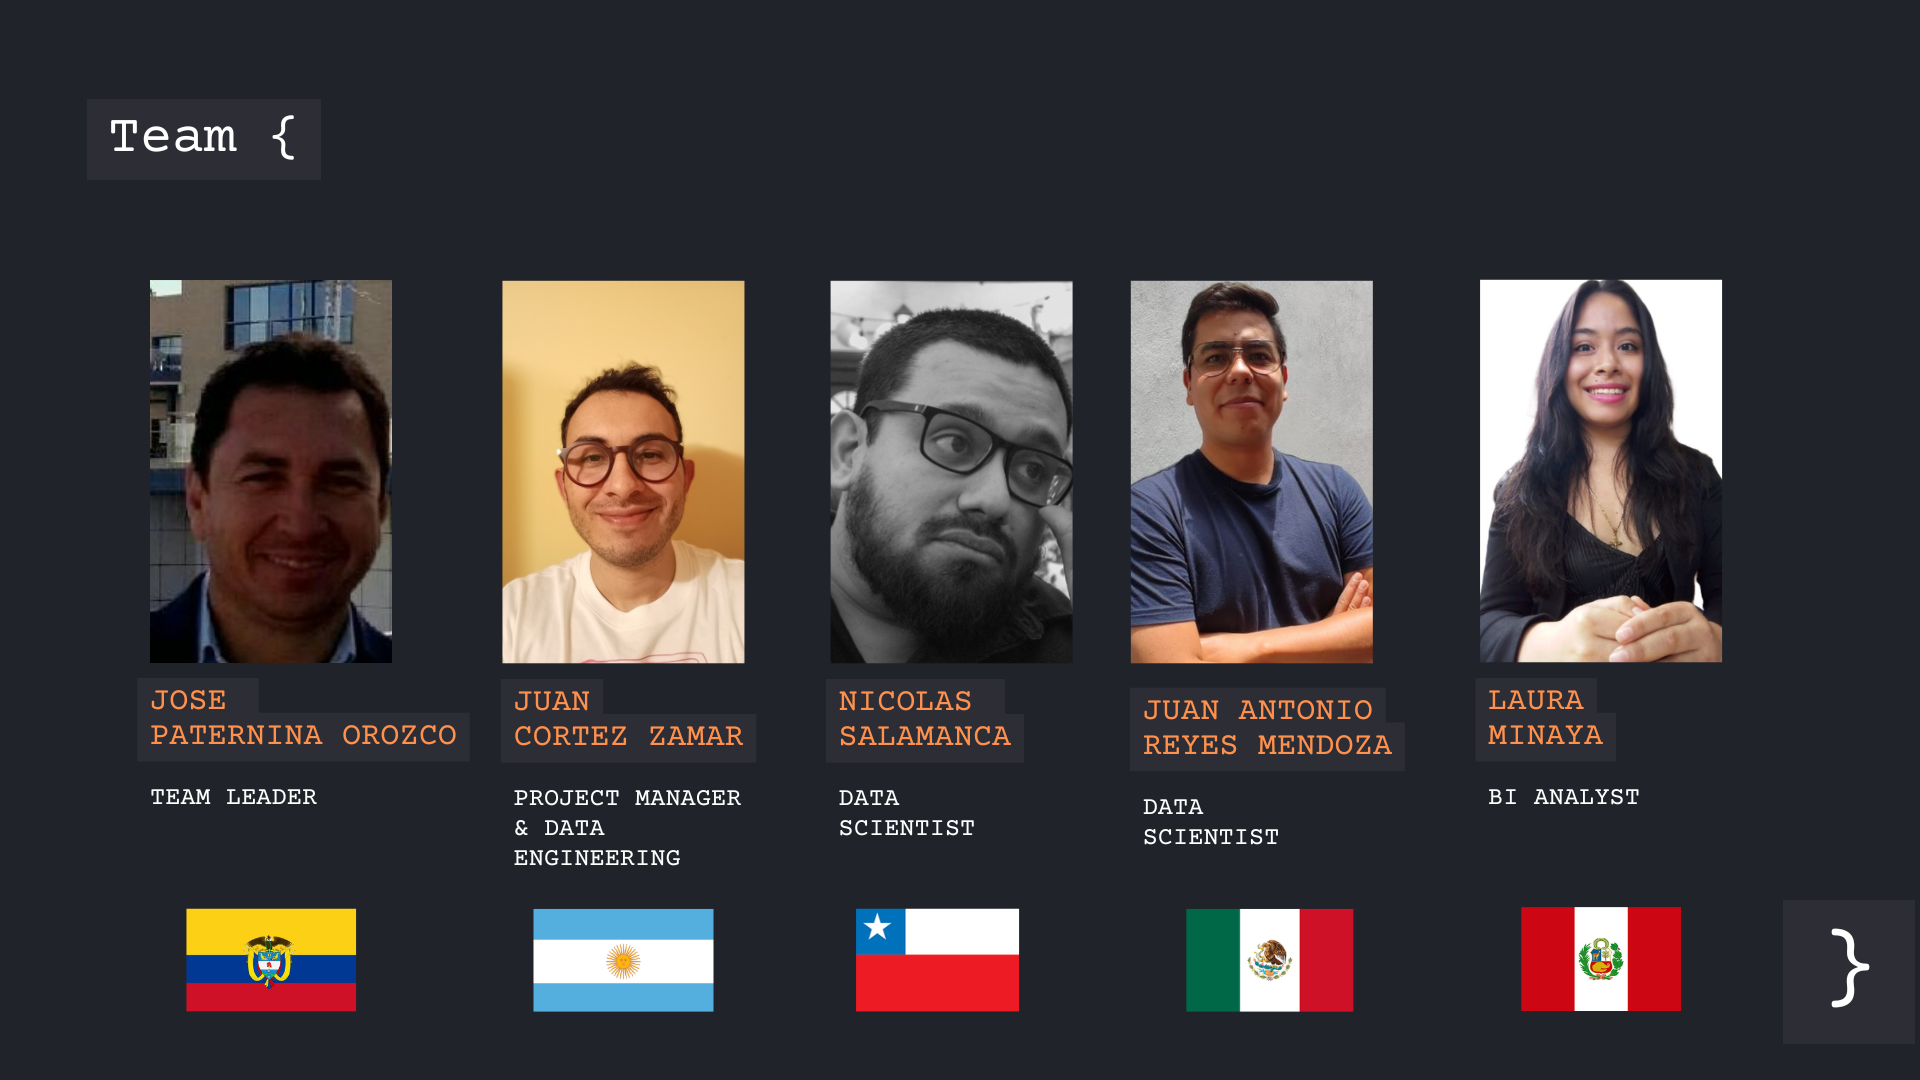 Team {
JOSE
PATERNINA OROZCO
TEAM LEADER
JUAN
CORTEZ ZAMAR
PROJECT MANAGER
& DATA
ENGINEERING
NICOLAS
SALAMANCA
DATA
SCIENTIST
JUAN ANTONIO
REYES MENDOZA
DATA
SCIENTIST
LAURA
MINAYA
BI ANALYST
}